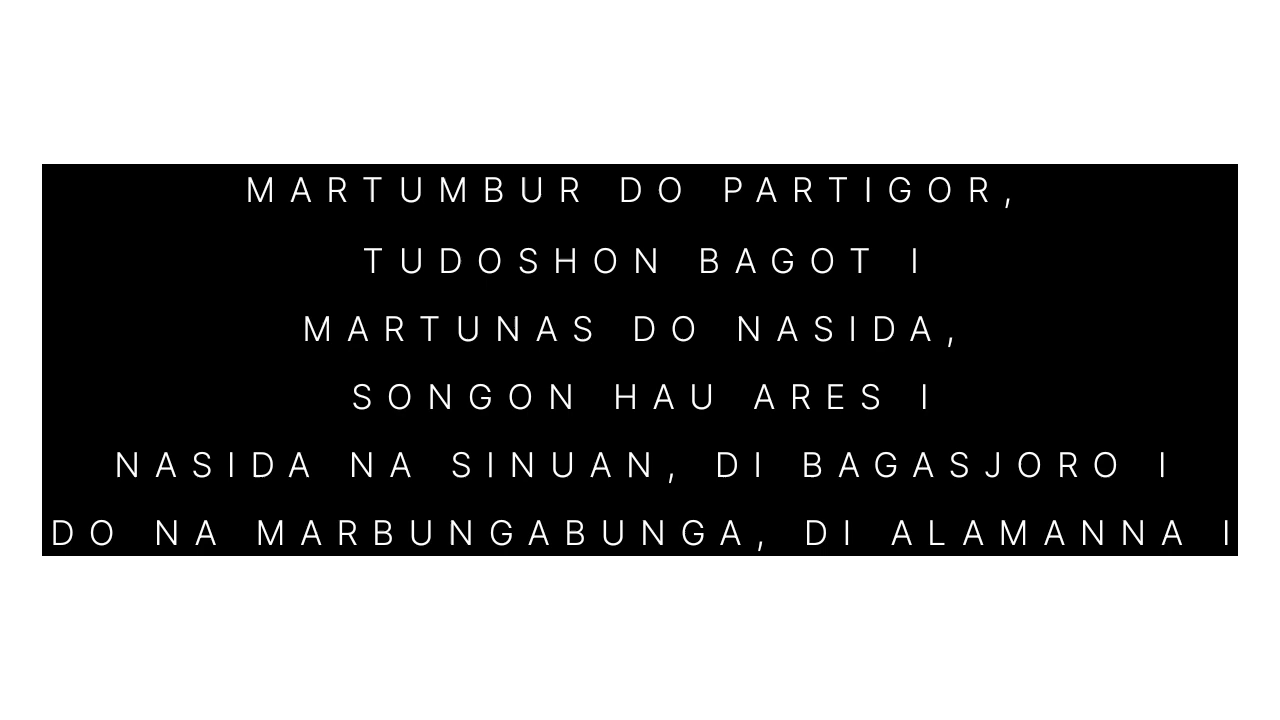 MARTUMBUR DO PARTIGOR,
TUDOSHON BAGOT I
MARTUNAS DO NASIDA,
SONGON HAU ARES I
NASIDA NA SINUAN, DI BAGASJORO I
DO NA MARBUNGABUNGA, DI ALAMANNA I